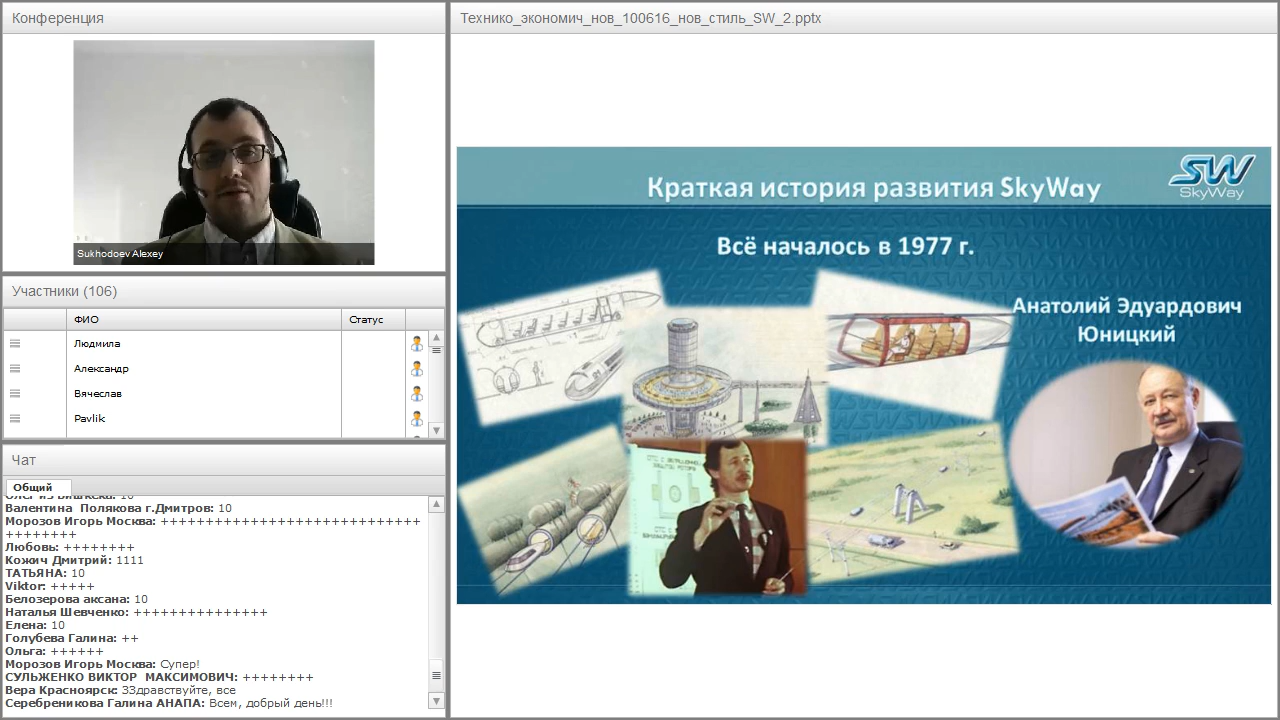 Конференция
Sukhodoev Alexey
Участники (106)
ФИО
Статус
Людмила
Александр
Вячеслав
Pavlik
Чат
Общий
Валентина Полякова г.Дмитров: 10
Морозов Игорь Москва: ++++++++++++++++++++++++++++
+++++++++
Любовь: ++++++++
Кожич Дмитрий: 1111
ТАТЬЯНА: 10
Viktor: +++++
Белозерова аксана: 10
Наталья Шевченко: +++++++++++++++
Елена: 10
Голубева Галина: ++
Ольга: ++++++
Морозов Игорь Москва: Супер!
СУЛЬЖЕНКО ВИКТОР МАКСИМОВИЧ: ++++++++
Вера Красноярск: ЗЗдравствуйте, все
Серебреникова Галина АНАПА: Всем, добрый день!!!
Технико_экономич_нов_100616_нов_стиль_SW_2.pptx
Краткая история развития SkyWay
SW
SkyWay
Всё началось в 1977 г.
Анатолий Эдуардович
Юницкий